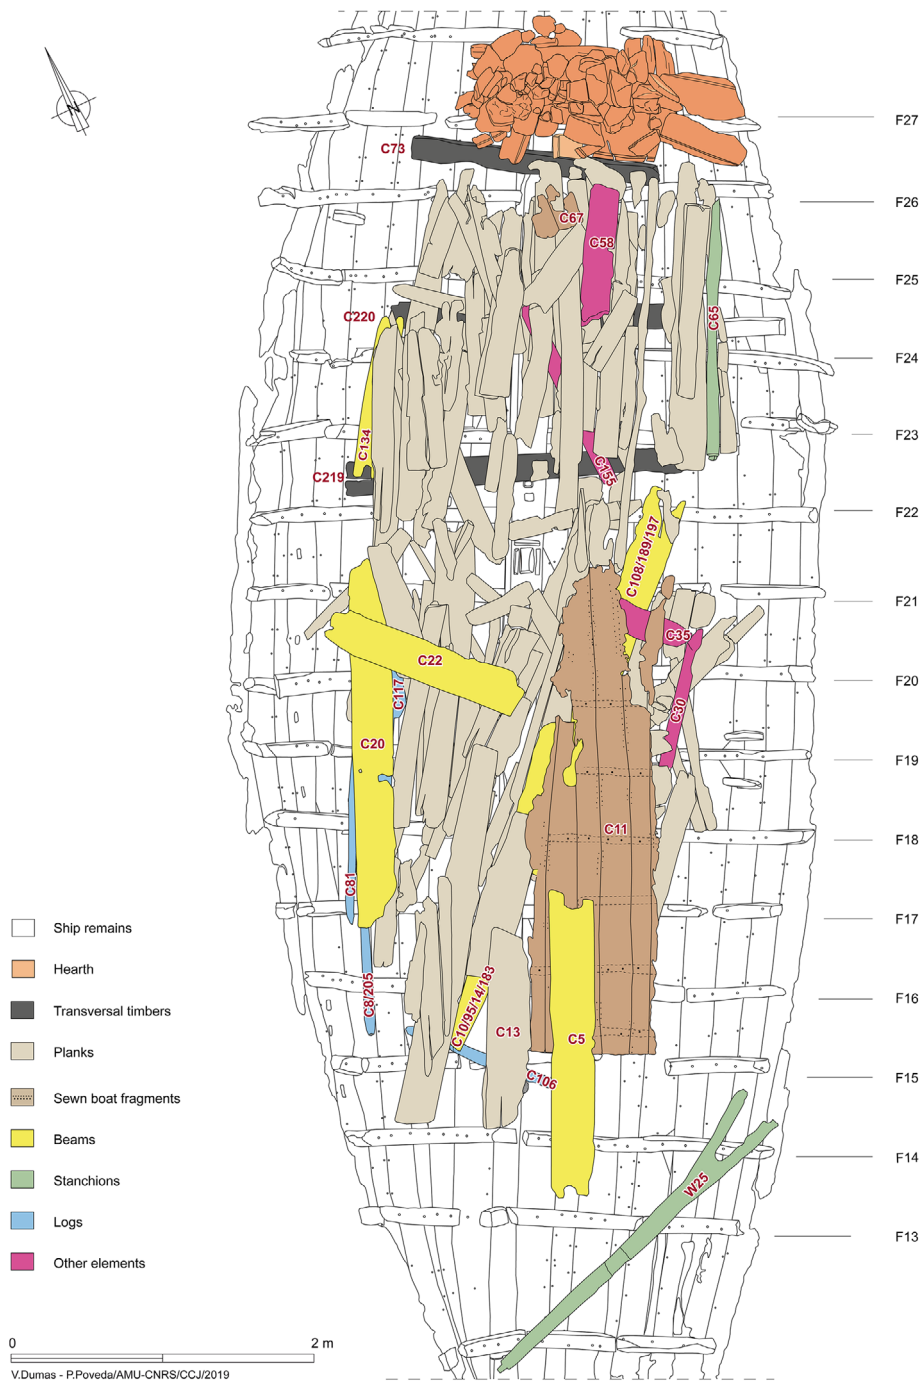 N
F27
C73
F26
C67
C58
F25
C220
C65
F24
F23
C134
C155
C219
F22
C108/189/197
F21
C35
C22
F20
C117
C30
C20
F19
C11
F18
C81
F17
Ship remains
Hearth
C8/205
C10/95/14/183
F16
Transversal timbers
C13
C5
Planks
C106
F15
Sewn boat fragments
Beams
F14
Stanchions
W25
Logs
F13
Other elements
0 2 m
V.Dumas - P.Poveda/AMU-CNRS/CCJ/2019